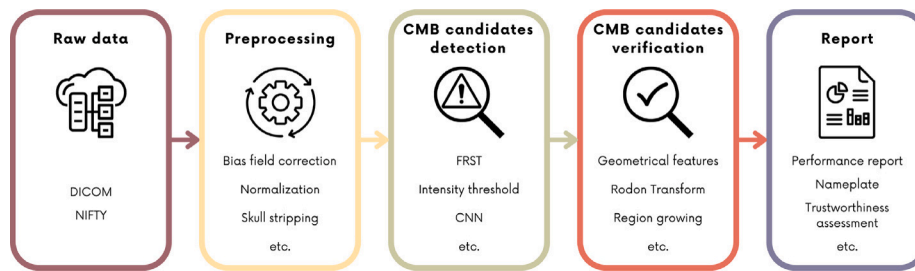 Raw data
DICOM
NIFTY
Preprocessing
Bias field correction
Normalization
Skull stripping
etc.
CMB candidates
detection
FRST
Intensity threshold
CNN
etc.
CMB candidates
verification
Geometrical features
Rodon Transform
Region growing
etc.
Report
Performance report
Nameplate
Trustworthiness
assessment
etc.